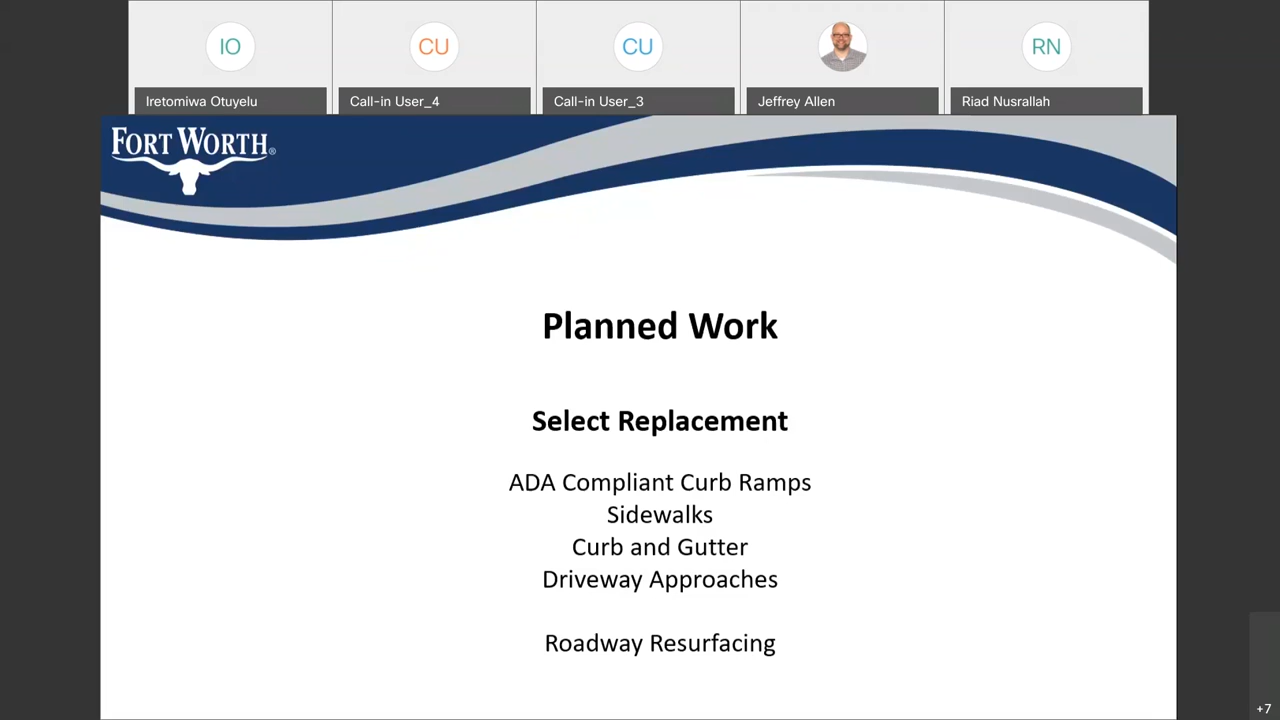 IO
CU
CU
RN
Iretomiwa Otuyelu
Call-in User_4
Call-in User_3
Jeffrey Allen
Riad Nusrallah
FORT WORTH®
Planned Work
Select Replacement
ADA Compliant Curb Ramps
Sidewalks
Curb and Gutter
Driveway Approaches
Roadway Resurfacing
+7